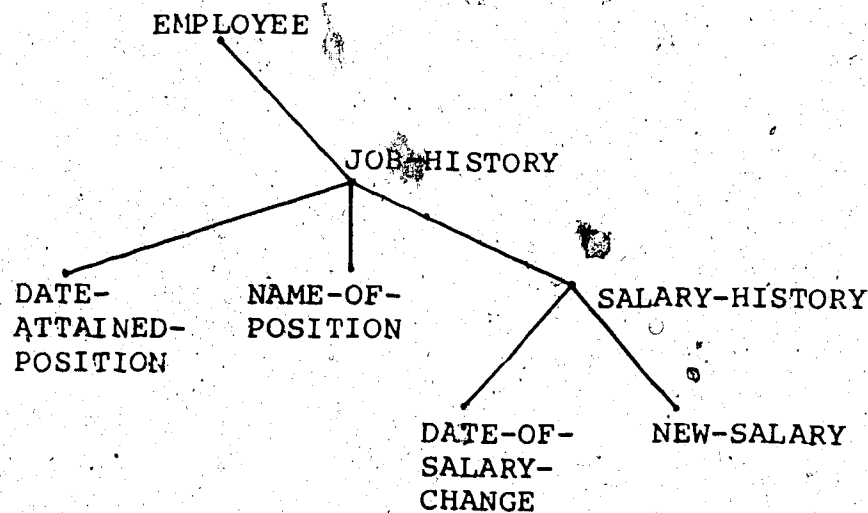 EMPLOYEE
JOB-HISTORY
DATE-
ATTAINED-
POSITION
NAME-OF-
POSITION
SALARY-HISTORY
DATE-OF-
SALARY-
CHANGE
NEW-SALARY